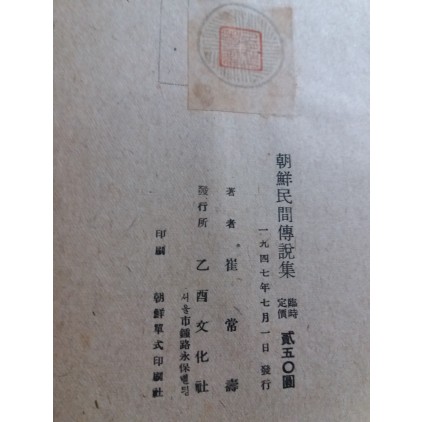 朝鮮民間傳說集 臨時定價 貳五〇圓
一九四七年七月一日 發行
著者 崔常壽
發行所 乙酉文化社
서울市鍾路永保빌딩
印刷 朝鮮單式印刷社